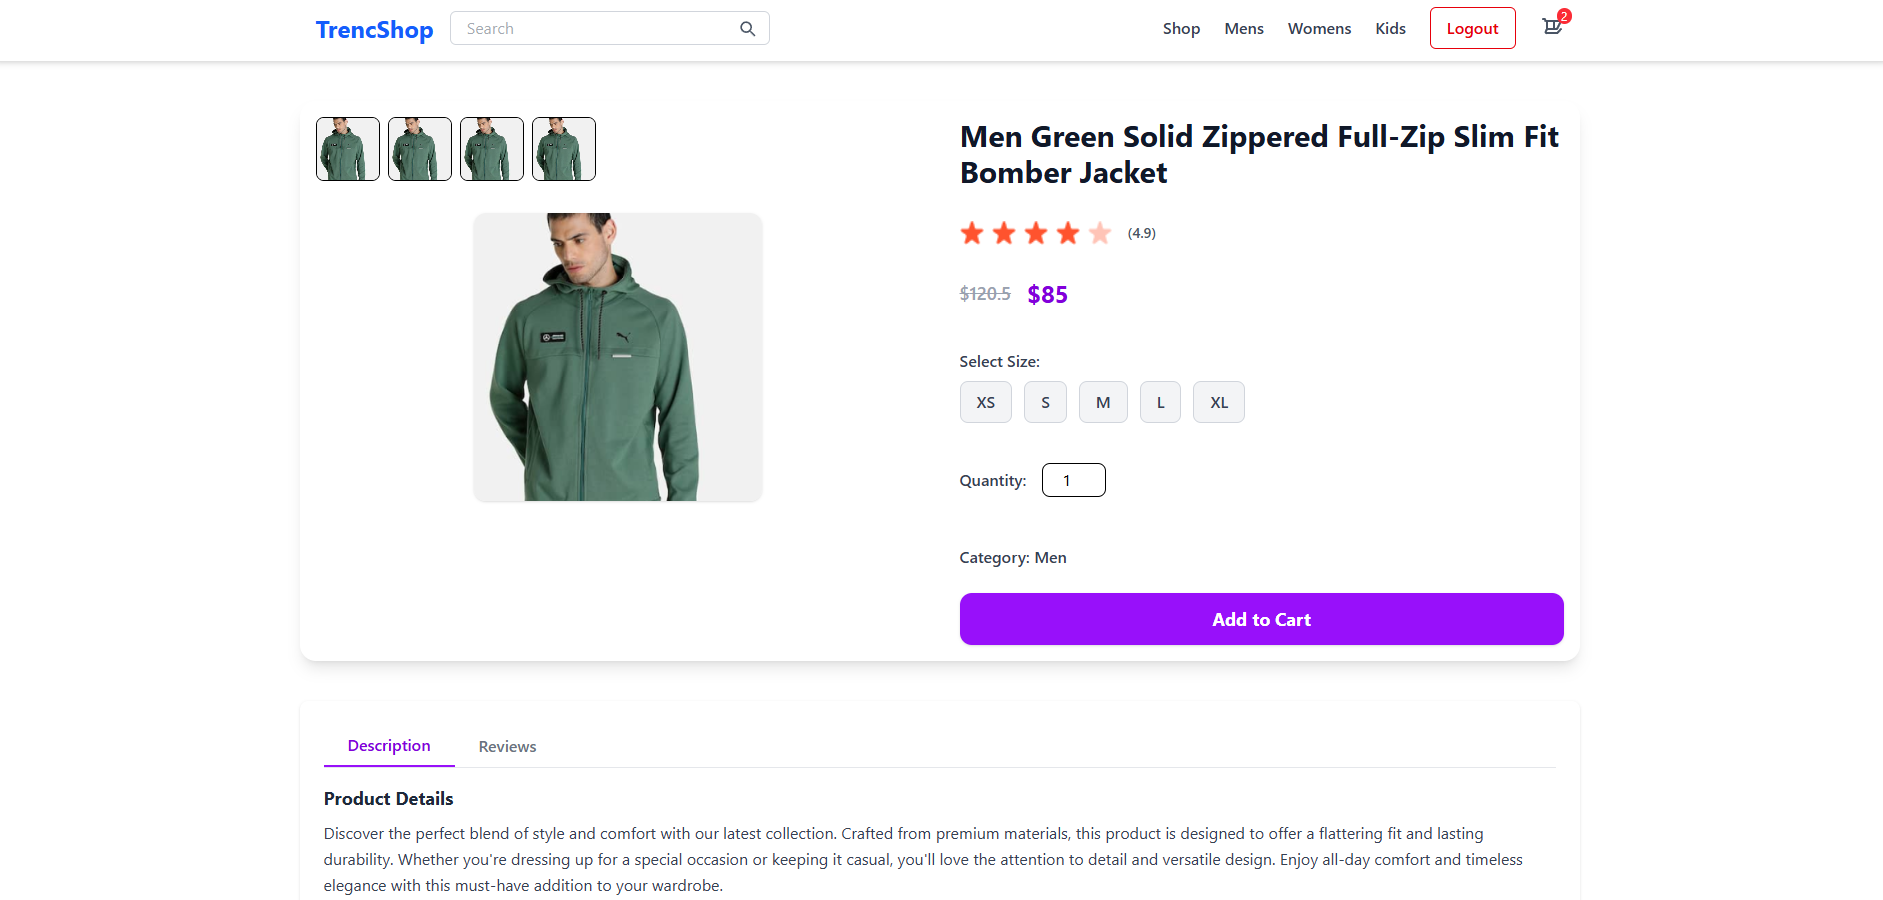 TrencShop
Search
Shop Mens Womens Kids Logout 2
Men Green Solid Zippered Full-Zip Slim Fit
Bomber Jacket
(4.9)
$120.5 $85
Select Size:
XS S M L XL
Quantity: 1
Category: Men
Add to Cart
Description Reviews
Product Details
Discover the perfect blend of style and comfort with our latest collection. Crafted from premium materials, this product is designed to offer a flattering fit and lasting
durability. Whether you're dressing up for a special occasion or keeping it casual, you'll love the attention to detail and versatile design. Enjoy all-day comfort and timeless
elegance with this must-have addition to your wardrobe.